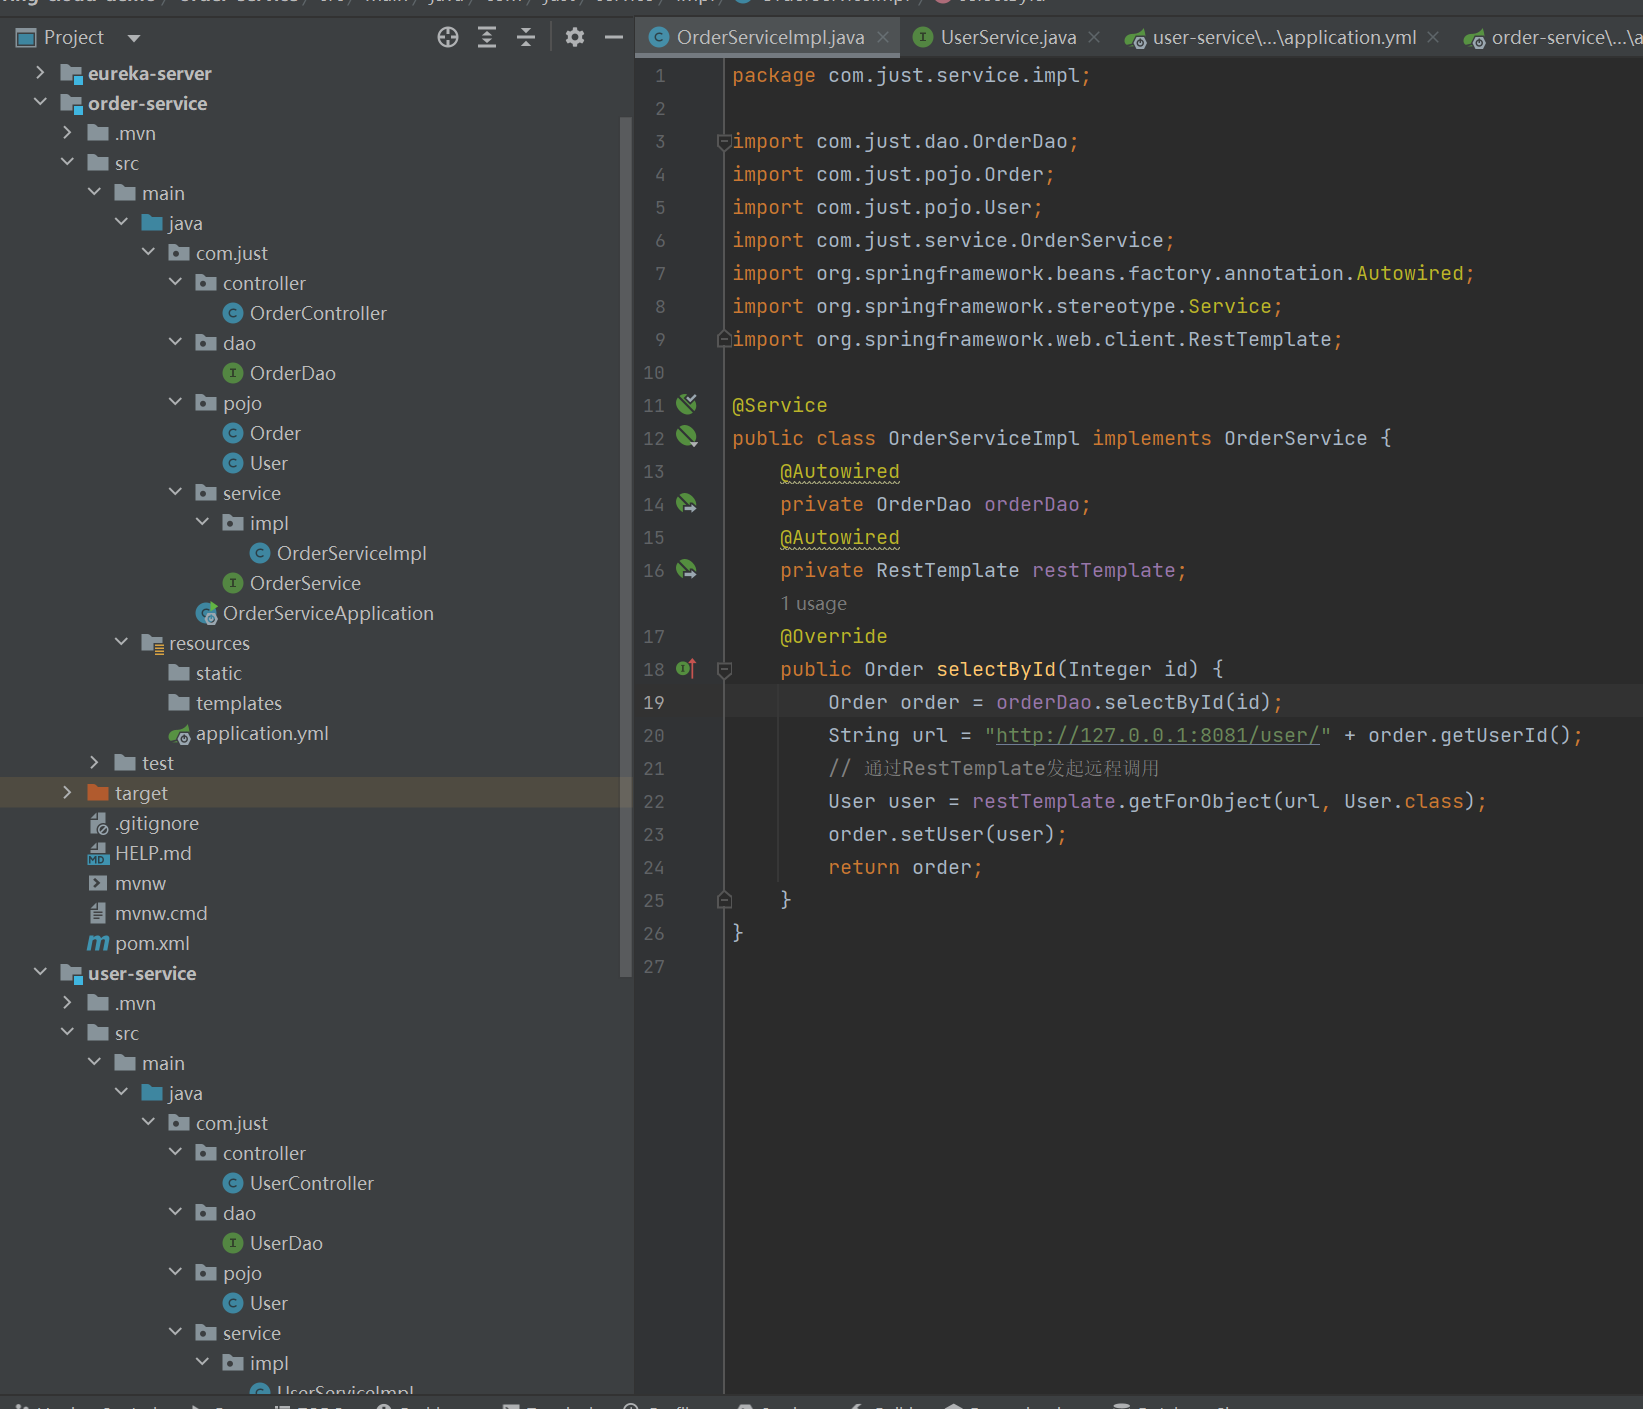 Project
eureka-server
order-service
.mvn
src
main
java
com.just
controller
OrderController
dao
OrderDao
pojo
Order
User
service
impl
OrderServiceImpl
OrderService
OrderServiceApplication
resources
static
templates
application.yml
test
target
.gitignore
HELP.md
mvnw
mvnw.cmd
pom.xml
user-service
.mvn
src
main
java
com.just
controller
UserController
dao
UserDao
pojo
User
service
impl
UserServiceImpl
OrderServiceImpl.java
UserService.java
user-service\...\application.yml
order-service\...\a
1 package com.just.service.impl;
2
3 import com.just.dao.OrderDao;
4 import com.just.pojo.Order;
5 import com.just.pojo.User;
6 import com.just.service.OrderService;
7 import org.springframework.beans.factory.annotation.Autowired;
8 import org.springframework.stereotype.Service;
9 import org.springframework.web.client.RestTemplate;
10
11 @Service
12 public class OrderServiceImpl implements OrderService {
13 @Autowired
14 private OrderDao orderDao;
15 @Autowired
16 private RestTemplate restTemplate;
1 usage
17 @Override
18 public Order selectById(Integer id) {
19 Order order = orderDao.selectById(id);
20 String url = "http://127.0.0.1:8081/user/" + order.getUserId();
21 // 通过RestTemplate发起远程调用
22 User user = restTemplate.getForObject(url, User.class);
23 order.setUser(user);
24 return order;
25 }
26 }
27